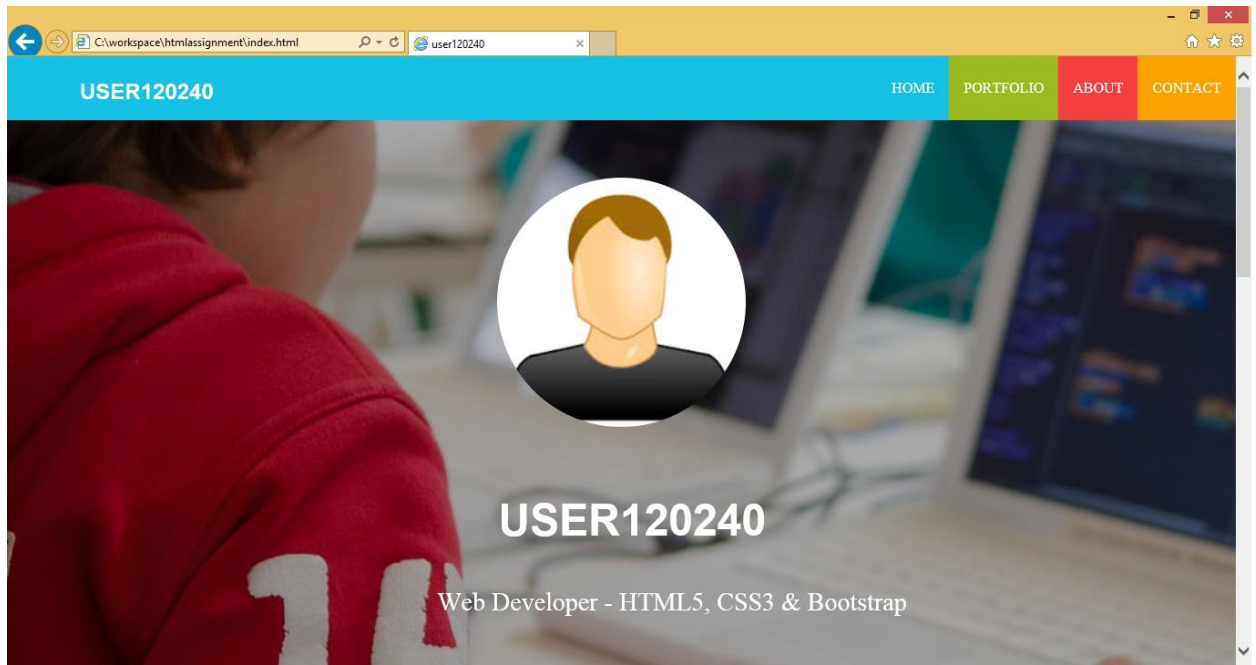 C:\workspace\htmlassignment\index.html
user120240
USER120240
HOME PORTFOLIO ABOUT CONTACT
USER120240
Web Developer - HTML5, CSS3 & Bootstrap